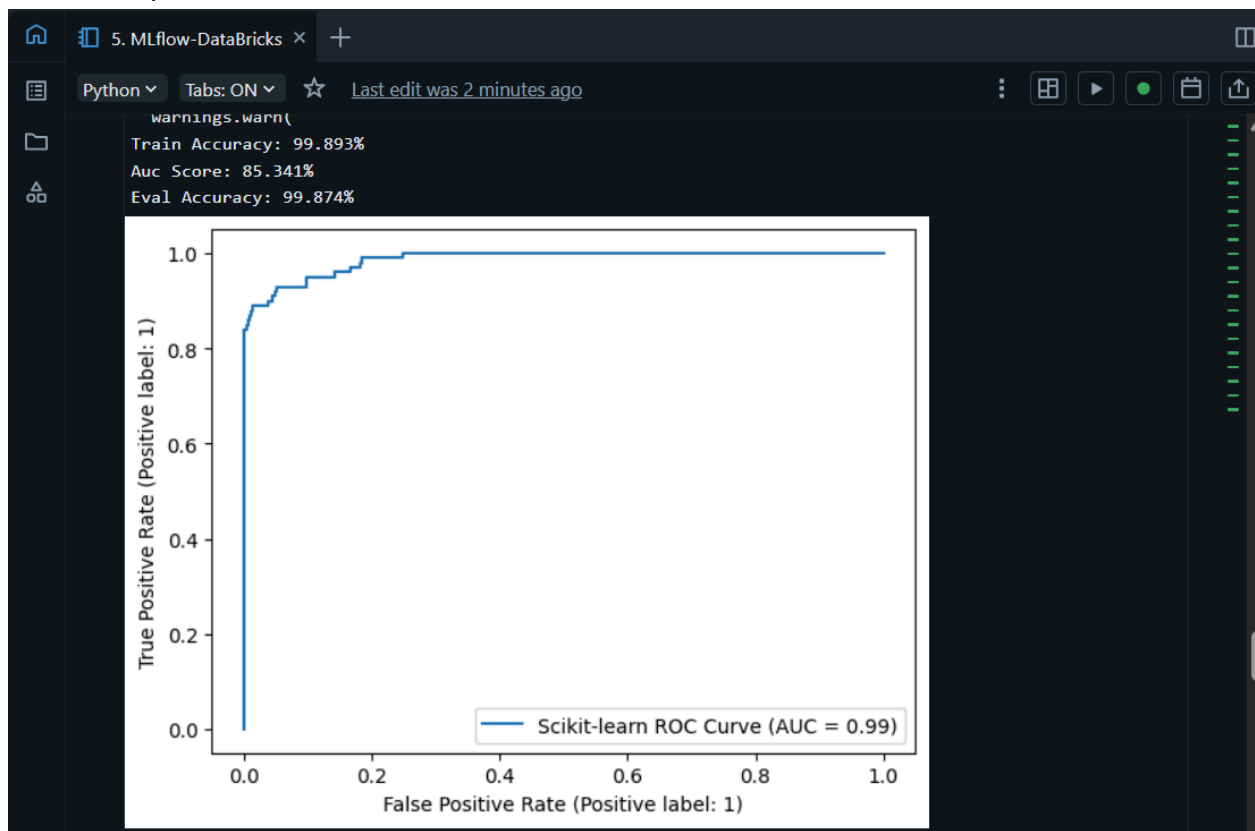 5. MLflow-DataBricks
Python Tabs: ON Last edit was 2 minutes ago
warnings.warn(
Train Accuracy: 99.893%
Auc Score: 85.341%
Eval Accuracy: 99.874%
1.0
0.8
0.6
0.4
0.2
0.0
True Positive Rate (Positive label: 1)
Scikit-learn ROC Curve (AUC = 0.99)
0.0 0.2 0.4 0.6 0.8 1.0
False Positive Rate (Positive label: 1)